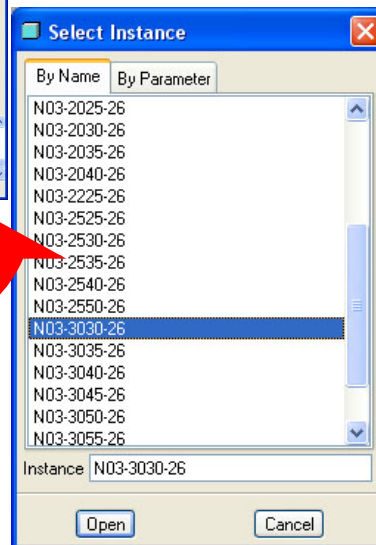 Select Instance
By Name By Parameter
N03-2025-26
N03-2030-26
N03-2035-26
N03-2040-26
N03-2225-26
N03-2525-26
N03-2530-26
N03-2535-26
N03-2540-26
N03-2550-26
N03-3030-26
N03-3035-26
N03-3040-26
N03-3045-26
N03-3050-26
N03-3055-26
Instance N03-3030-26
Open Cancel